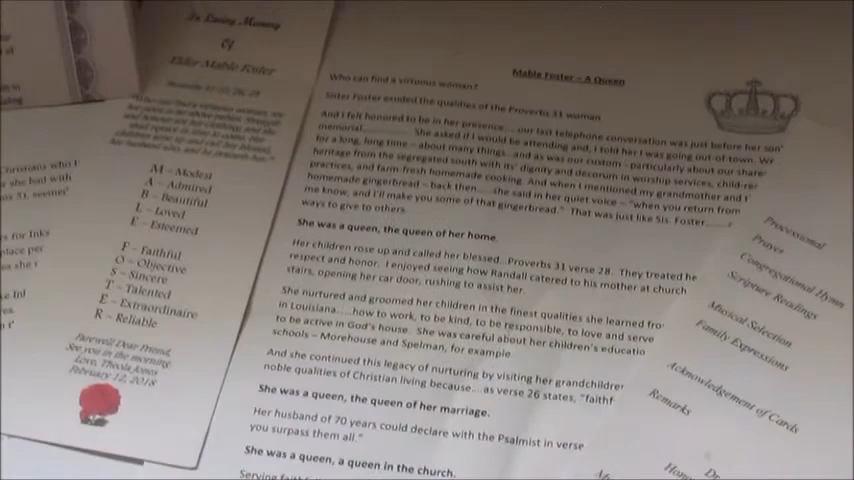 In Loving Memory
Of
Elder Mable Foster
M – Modest
A – Admired
B – Beautiful
L – Loved
E – Esteemed
F – Faithful
O – Objective
S – Sincere
T – Talented
E – Extraordinaire
R – Reliable
Farewell Dear Friend,
See you in the morning.
Love, Theola Jones
February 12, 2018
Mable Foster – A Queen
Who can find a virtuous woman?
Sister Foster exuded the qualities of the Proverbs 31 woman
And I felt honored to be in her presence.... our last telephone conversation was just before her son'
memorial............. She asked if I would be attending and, I told her I was going out-of-town. We
for a long, long time – about many things....and as was our custom - particularly about our share
heritage from the segregated south with its' dignity and decorum in worship services, child-re
practices, and farm-fresh homemade cooking. And when I mentioned my grandmother and
homemade gingerbread – back then.....she said in her quiet voice – "when you return from
me know, and I'll make you some of that gingerbread." That was just like Sis. Foster
ways to give to others.
She was a queen, the queen of her home.
Her children rose up and called her blessed. Proverbs 31 verse 28. They treated he
respect and honor. I enjoyed seeing how Randall catered to his mother at church
stairs, opening her car door, rushing to assist her.
She nurtured and groomed her children in the finest qualities she learned fro
in Louisiana.....how to work, to be kind, to be responsible, to love and serve
to be active in God's house. She was careful about her children's educatio
schools – Morehouse and Spelman, for example.
And she continued this legacy of nurturing by visiting her grandchildre
noble qualities of Christian living because....as verse 26 states, "faithf
She was a queen, the queen of her marriage.
Her husband of 70 years could declare with the Psalmist in verse
you surpass them all."
She was a queen, a queen in the church.
Serving
Processional
Prayer
Congregational Hymn
Scripture Readings
Musical Selection
Family Expressions
Acknowledgement of Cards
Remarks